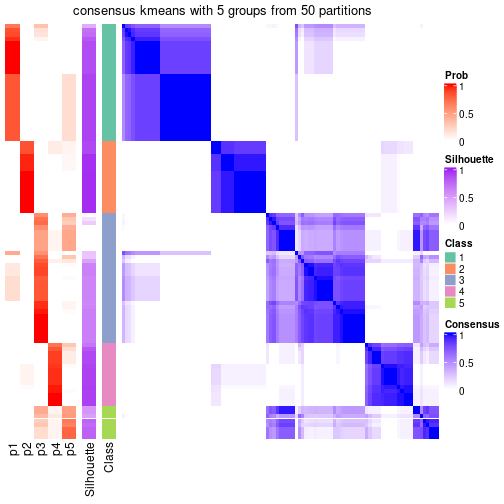 consensus kmeans with 5 groups from 50 partitions
Prob
1
0.5
0
Silhouette
1
0.5
0
Class
1
2
3
4
5
Consensus
1
0.5
0
p1
p2
p3
p4
p5
Silhouette
Class